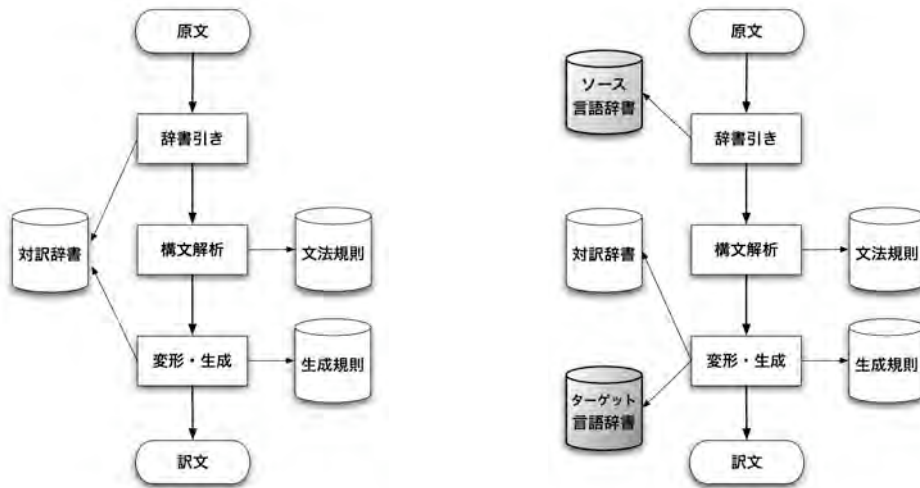 原文
辞書引き
対訳辞書
構文解析
文法規則
変形・生成
生成規則
訳文
原文
ソース
言語辞書
辞書引き
対訳辞書
構文解析
文法規則
変形・生成
生成規則
ターゲット
言語辞書
訳文